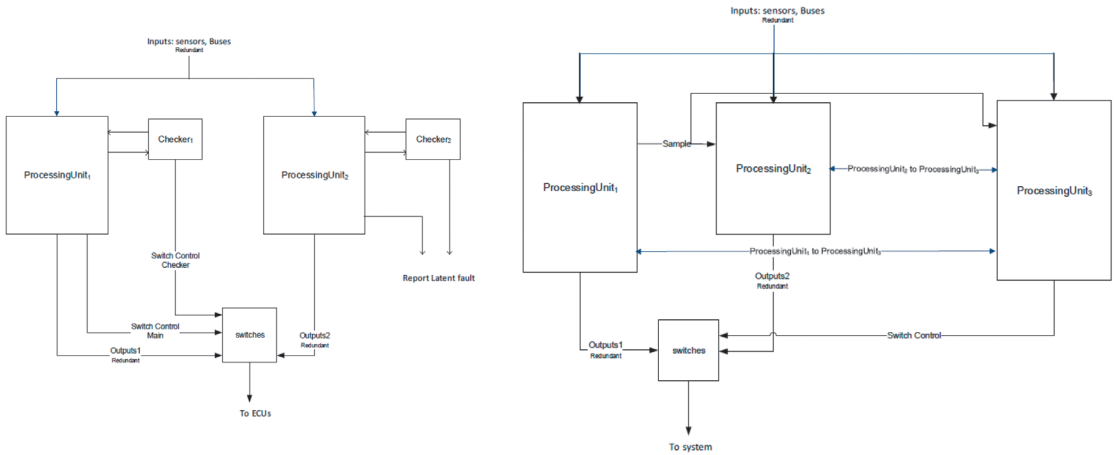 Inputs: sensors, Buses
Redundant
ProcessingUnit₁
Checker₁
ProcessingUnit₂
Checker₂
Switch Control
Checker
Report Latent fault
Switch Control
Main
Outputs1
Redundant
switches
Outputs2
Redundant
To ECUs
Inputs: sensors, Buses
Redundant
Sample
ProcessingUnit₁
ProcessingUnit₂
ProcessingUnit₂ to ProcessingUnit₃
ProcessingUnit₃
ProcessingUnit₁ to ProcessingUnit₃
Outputs2
Redundant
Outputs1
Redundant
switches
Switch Control
To system